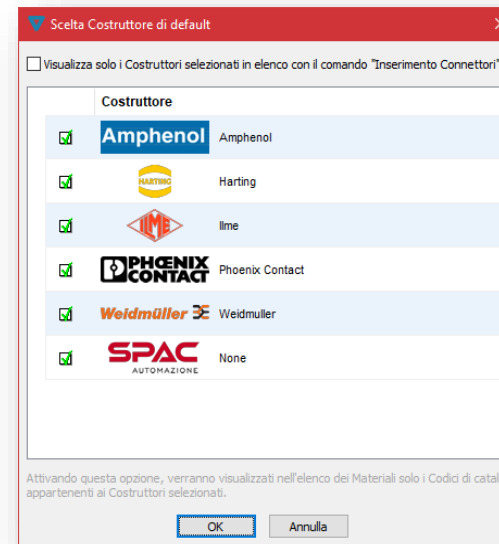 Scelta Costruttore di default
Visualizza solo i Costruttori selezionati in elenco con il comando "Inserimento Connettori"
Costruttore
Amphenol Amphenol
HARTING Harting
ILME Ilme
PHŒNIX CONTACT Phoenix Contact
Weidmüller Weidmuller
SPAC AUTOMAZIONE None
Attivando questa opzione, verranno visualizzati nell'elenco dei Materiali solo i Codici di catal
appartenenti ai Costruttori selezionati.
OK Annulla